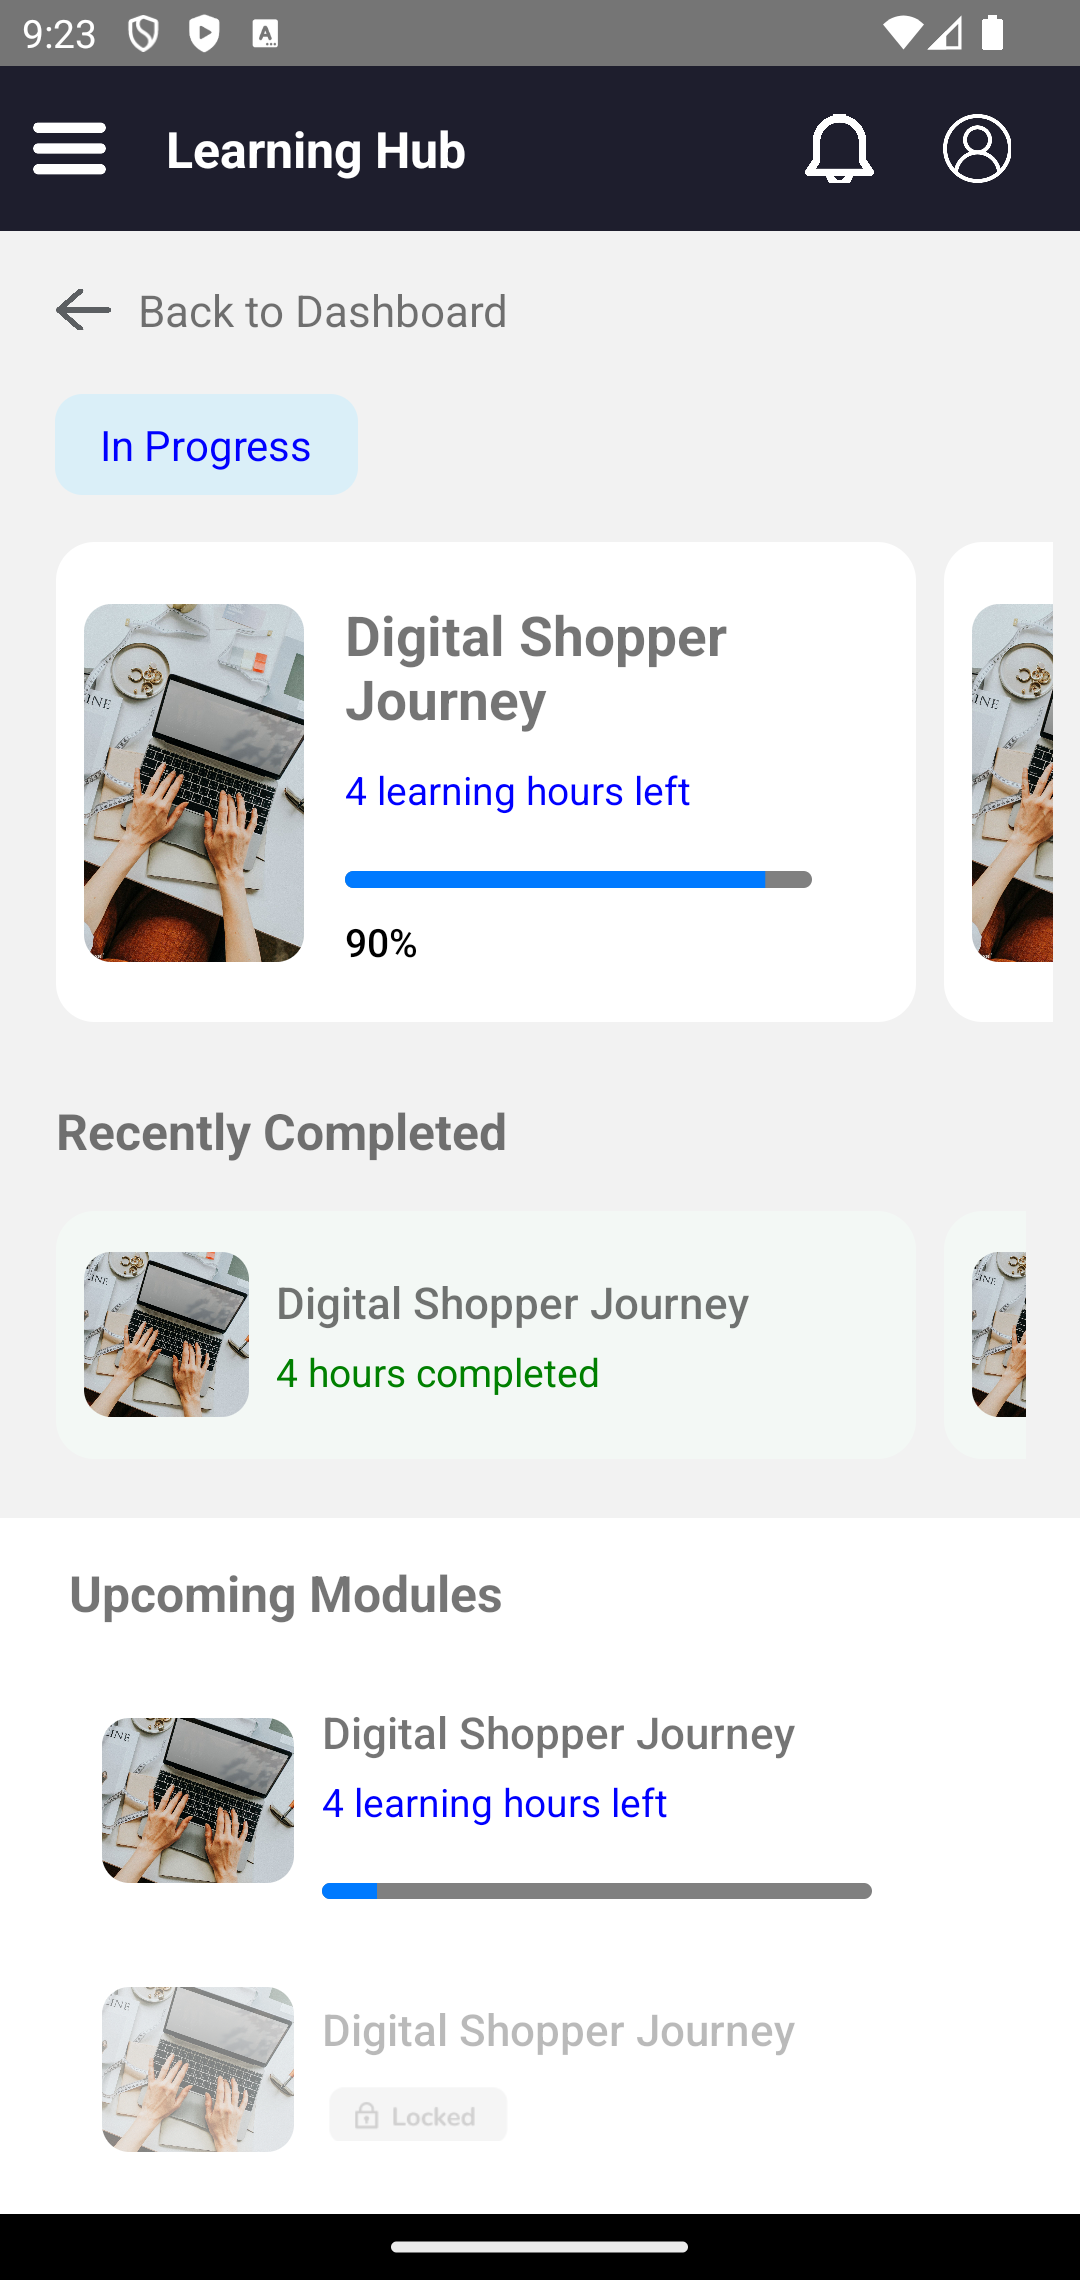 9:23
Learning Hub
Back to Dashboard
In Progress
Digital Shopper
Journey
4 learning hours left
90%
Recently Completed
Digital Shopper Journey
4 hours completed
Upcoming Modules
Digital Shopper Journey
4 learning hours left
Digital Shopper Journey
Locked